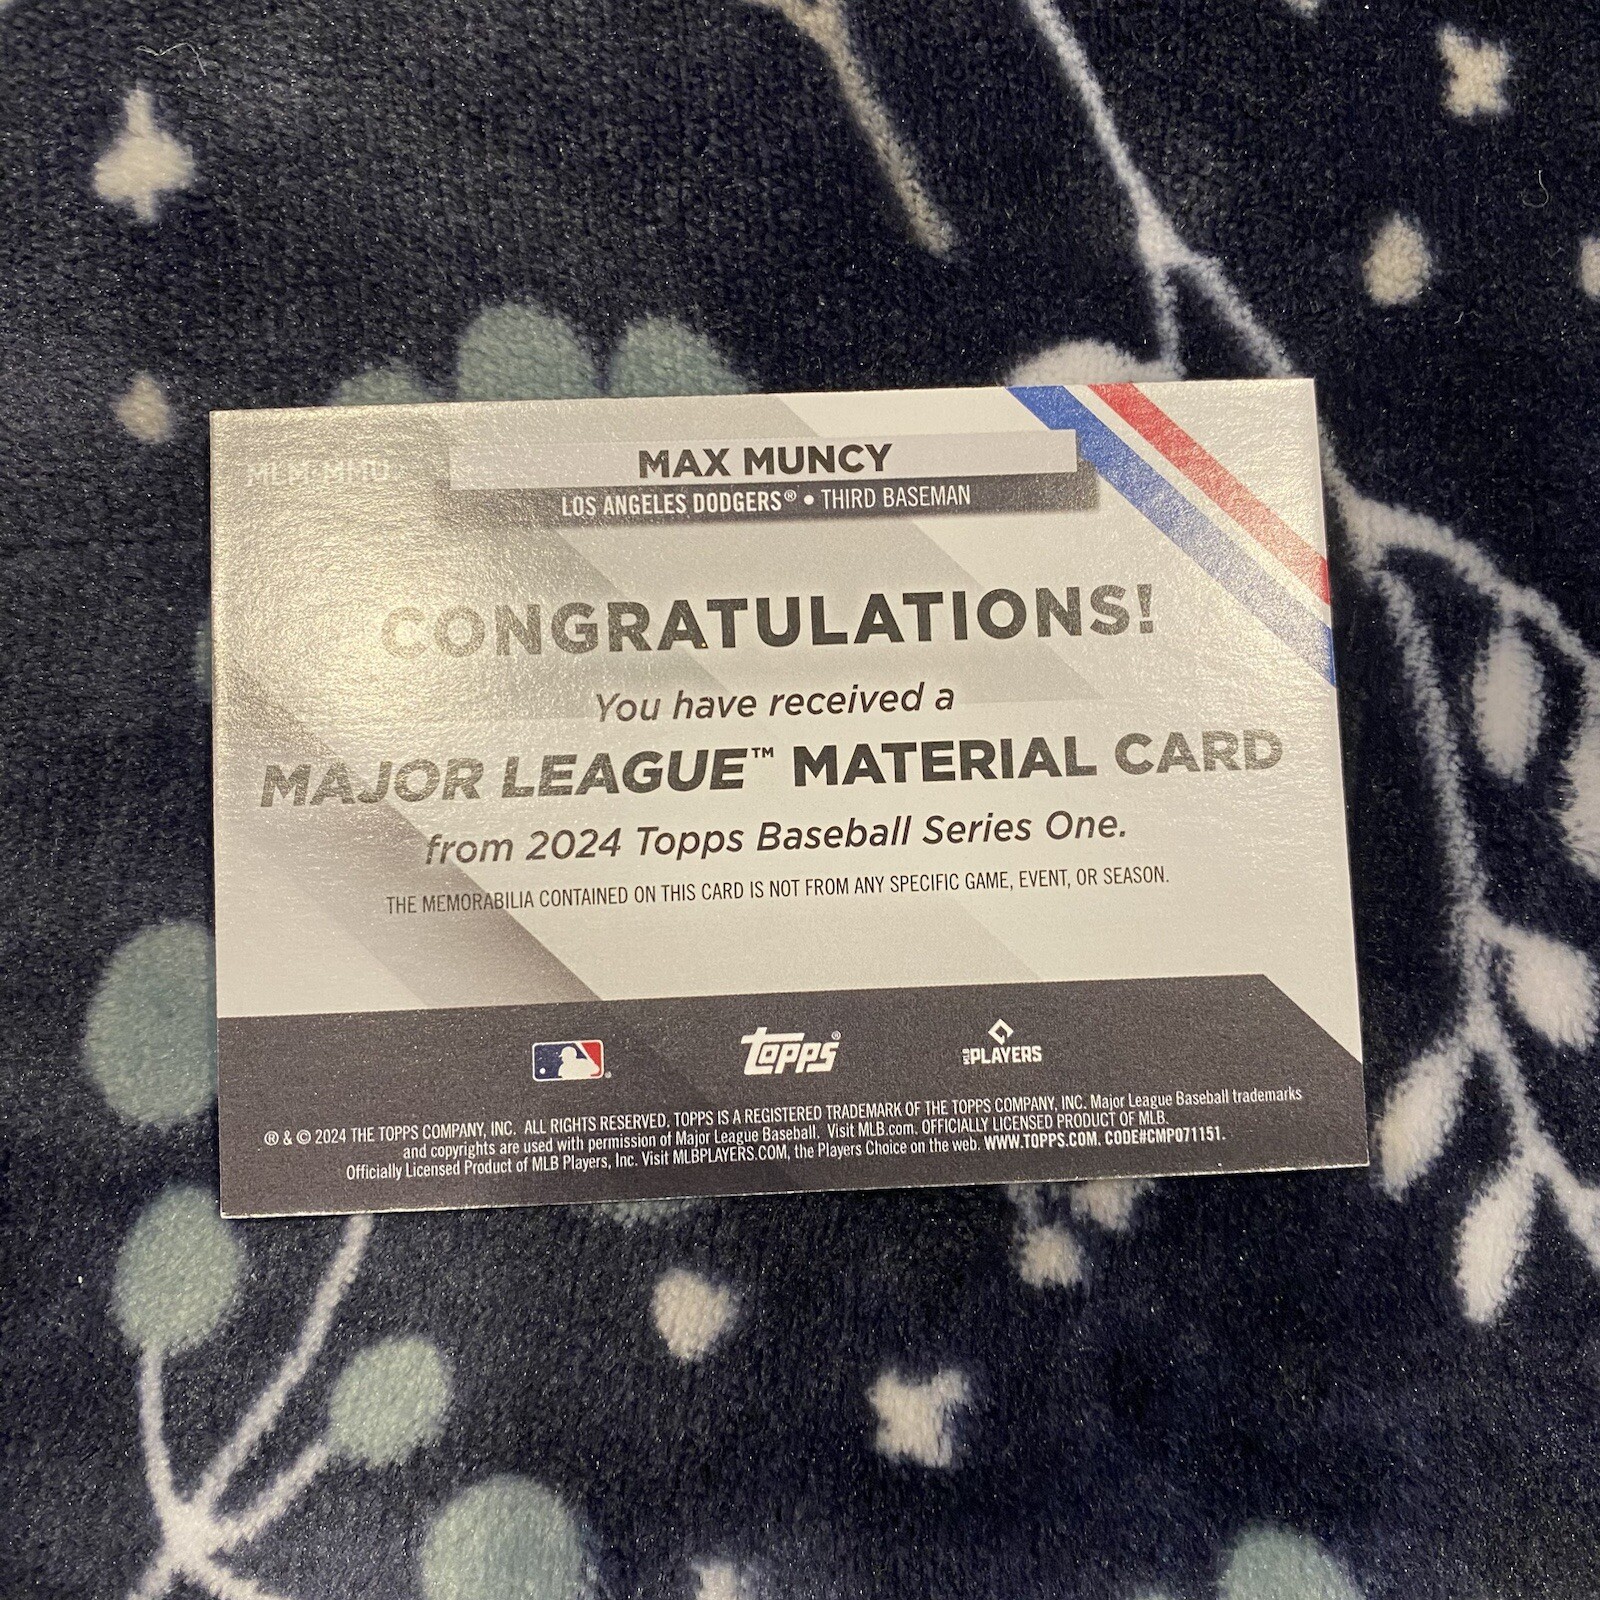 MLM-MMU
MAX MUNCY
LOS ANGELES DODGERS® • THIRD BASEMAN
CONGRATULATIONS!
You have received a
MAJOR LEAGUE™ MATERIAL CARD
from 2024 Topps Baseball Series One.
THE MEMORABILIA CONTAINED ON THIS CARD IS NOT FROM ANY SPECIFIC GAME, EVENT, OR SEASON.
topps®
MLB PLAYERS
® & © 2024 THE TOPPS COMPANY, INC. ALL RIGHTS RESERVED. TOPPS IS A REGISTERED TRADEMARK OF THE TOPPS COMPANY, INC. Major League Baseball trademarks
and copyrights are used with permission of Major League Baseball. Visit MLB.com. OFFICIALLY LICENSED PRODUCT OF MLB.
Officially Licensed Product of MLB Players, Inc. Visit MLBPLAYERS.COM, the Players Choice on the web. WWW.TOPPS.COM. CODE#CMP071151.